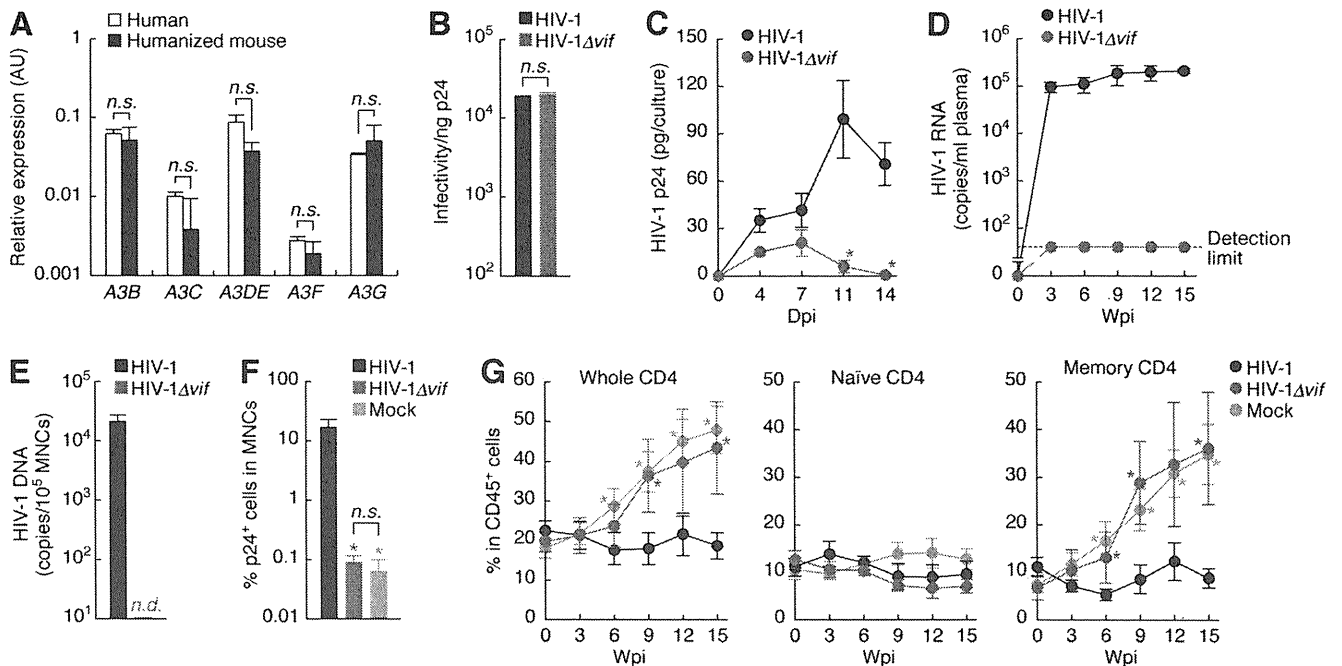 A
Human
Humanized mouse
Relative expression (AU)
1
0.1
0.01
0.001
n.s.
n.s.
n.s.
n.s.
n.s.
A3B
A3C
A3DE
A3F
A3G
B
HIV-1
HIV-1Δvif
n.s.
Infectivity/ng p24
10⁵
10⁴
10³
10²
C
HIV-1
HIV-1Δvif
HIV-1 p24 (pg/culture)
150
120
90
60
30
0
*
*
0 4 7 11 14
Dpi
D
HIV-1
HIV-1Δvif
HIV-1 RNA
(copies/ml plasma)
10⁶
10⁵
10⁴
10³
10²
0
Detection
limit
0 3 6 9 12 15
Wpi
E
HIV-1
HIV-1Δvif
HIV-1 DNA
(copies/10⁵ MNCs)
10⁵
10⁴
10³
10²
10¹
n.d.
F
HIV-1
HIV-1Δvif
Mock
% p24⁺ cells in MNCs
100
10
1
0.1
0.01
n.s.
* *
G
% in CD45⁺ cells
Whole CD4
60
50
40
30
20
10
0
* * * *
* *
0 3 6 9 12 15
Wpi
Naïve CD4
50
40
30
20
10
0
0 3 6 9 12 15
Wpi
Memory CD4
50
40
30
20
10
0
* * * *
* * *
0 3 6 9 12 15
Wpi
HIV-1
HIV-1Δvif
Mock